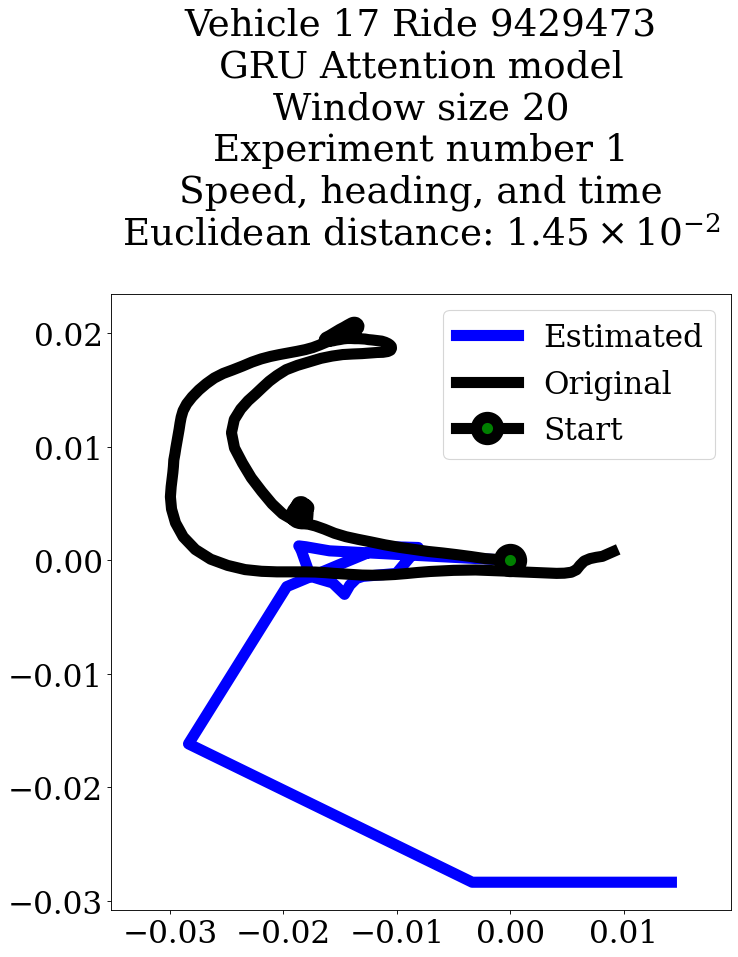 Vehicle 17 Ride 9429473
GRU Attention model
Window size 20
Experiment number 1
Speed, heading, and time
Euclidean distance: 1.45 × 10⁻²
Estimated
Original
Start
0.02
0.01
0.00
−0.01
−0.02
−0.03
−0.03 −0.02 −0.01 0.00 0.01